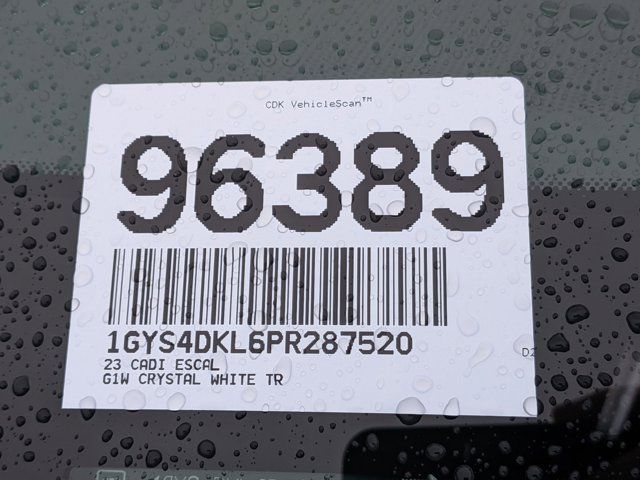 CDK VehicleScan™
96389
1GYS4DKL6PR287520
23 CADI ESCAL
G1W CRYSTAL WHITE TR